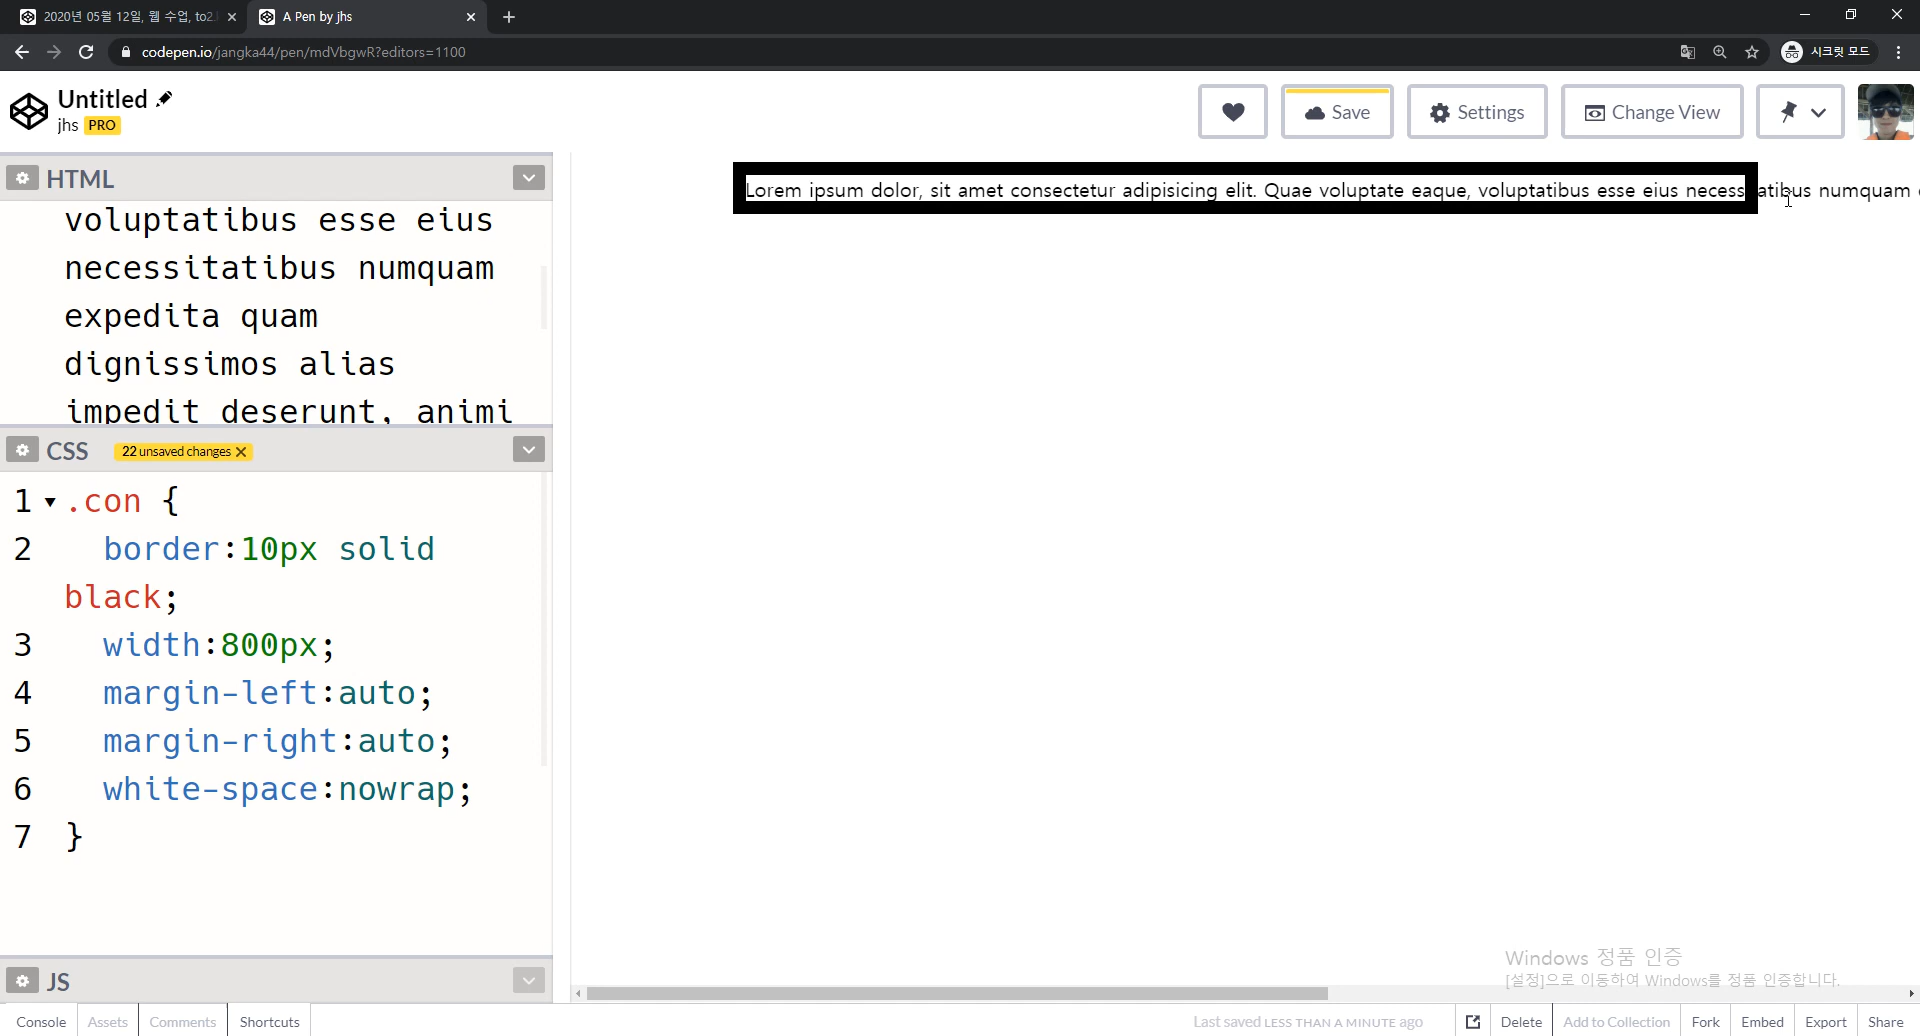 2020년 05월 12일, 웹 수업, to2.
A Pen by jhs
codepen.io/jangka44/pen/mdVbgwR?editors=1100
시크릿 모드
Untitled
jhs PRO
Save
Settings
Change View
HTML
voluptatibus esse eius
necessitatibus numquam
expedita quam
dignissimos alias
impedit deserunt, animi
CSS 22 unsaved changes
1 .con {
2 border:10px solid
black;
3 width:800px;
4 margin-left:auto;
5 margin-right:auto;
6 white-space:nowrap;
7 }
JS
Lorem ipsum dolor, sit amet consectetur adipisicing elit. Quae voluptate eaque, voluptatibus esse eius necess atibus numquam
Windows 정품 인증
[설정]으로 이동하여 Windows를 정품 인증합니다.
Console Assets Comments Shortcuts
Last saved LESS THAN A MINUTE ago
Delete Add to Collection Fork Embed Export Share